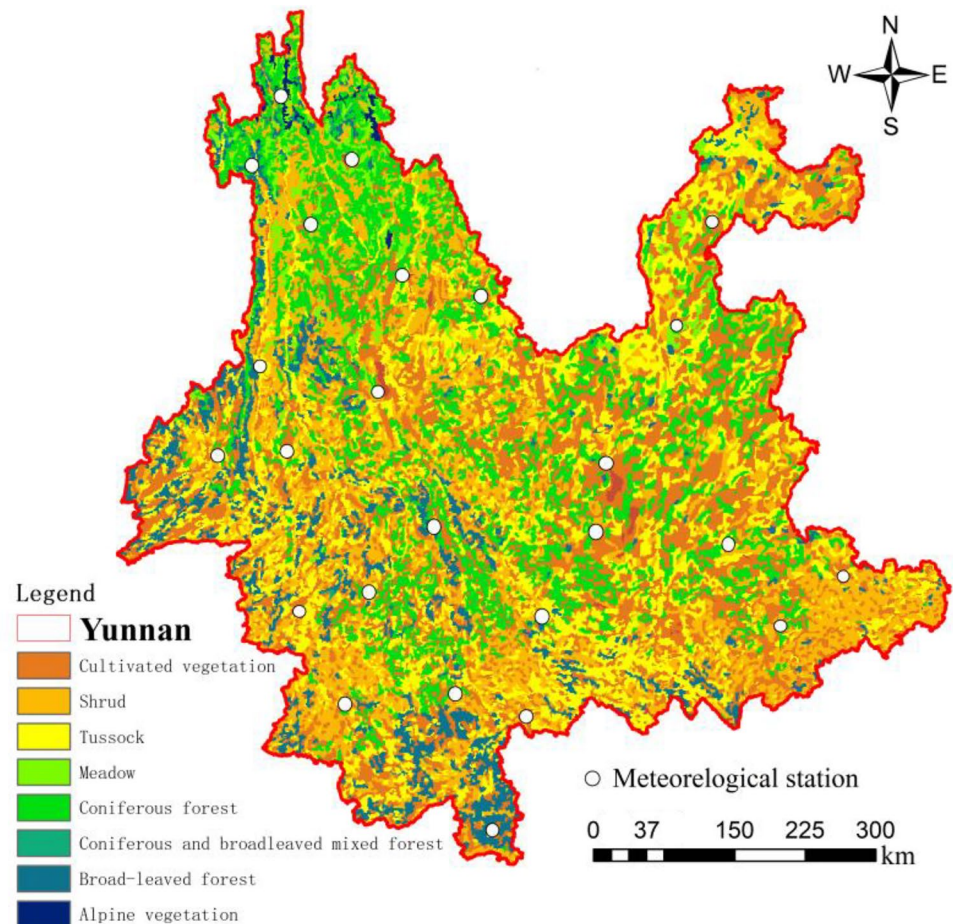 N
W E
S
Legend
Yunnan
Cultivated vegetation
Shrud
Tussock
Meadow
Coniferous forest
Coniferous and broadleaved mixed forest
Broad-leaved forest
Alpine vegetation
Meteorelogical station
0 37 150 225 300
km